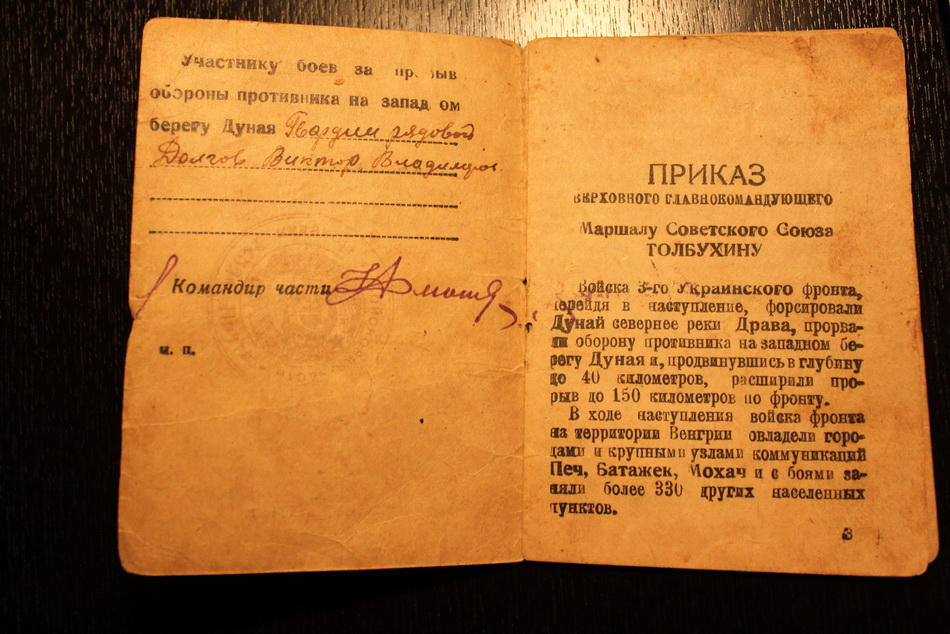 Участнику боев за прорыв
обороны противника на западном
берегу Дуная Гвардии рядовой
Долгов Виктор Владимиров
Командир части
м. п.
ПРИКАЗ
ВЕРХОВНОГО ГЛАВНОКОМАНДУЮЩЕГО
Маршалу Советского Союза
ТОЛБУХИНУ
Войска 3-го Украинского фронта,
перейдя в наступление, форсировали
Дунай севернее реки Драва, прорва-
ли оборону противника на западном бе-
регу Дуная и, продвинувшись в глубину
до 40 километров, расширили про-
рыв до 150 километров по фронту.
В ходе наступления войска фронта
на территории Венгрии овладели горо-
дами и крупными узлами коммуникаций
Печ, Батажек, Мохач и с боями за-
няли более 330 других населенных
пунктов.
3